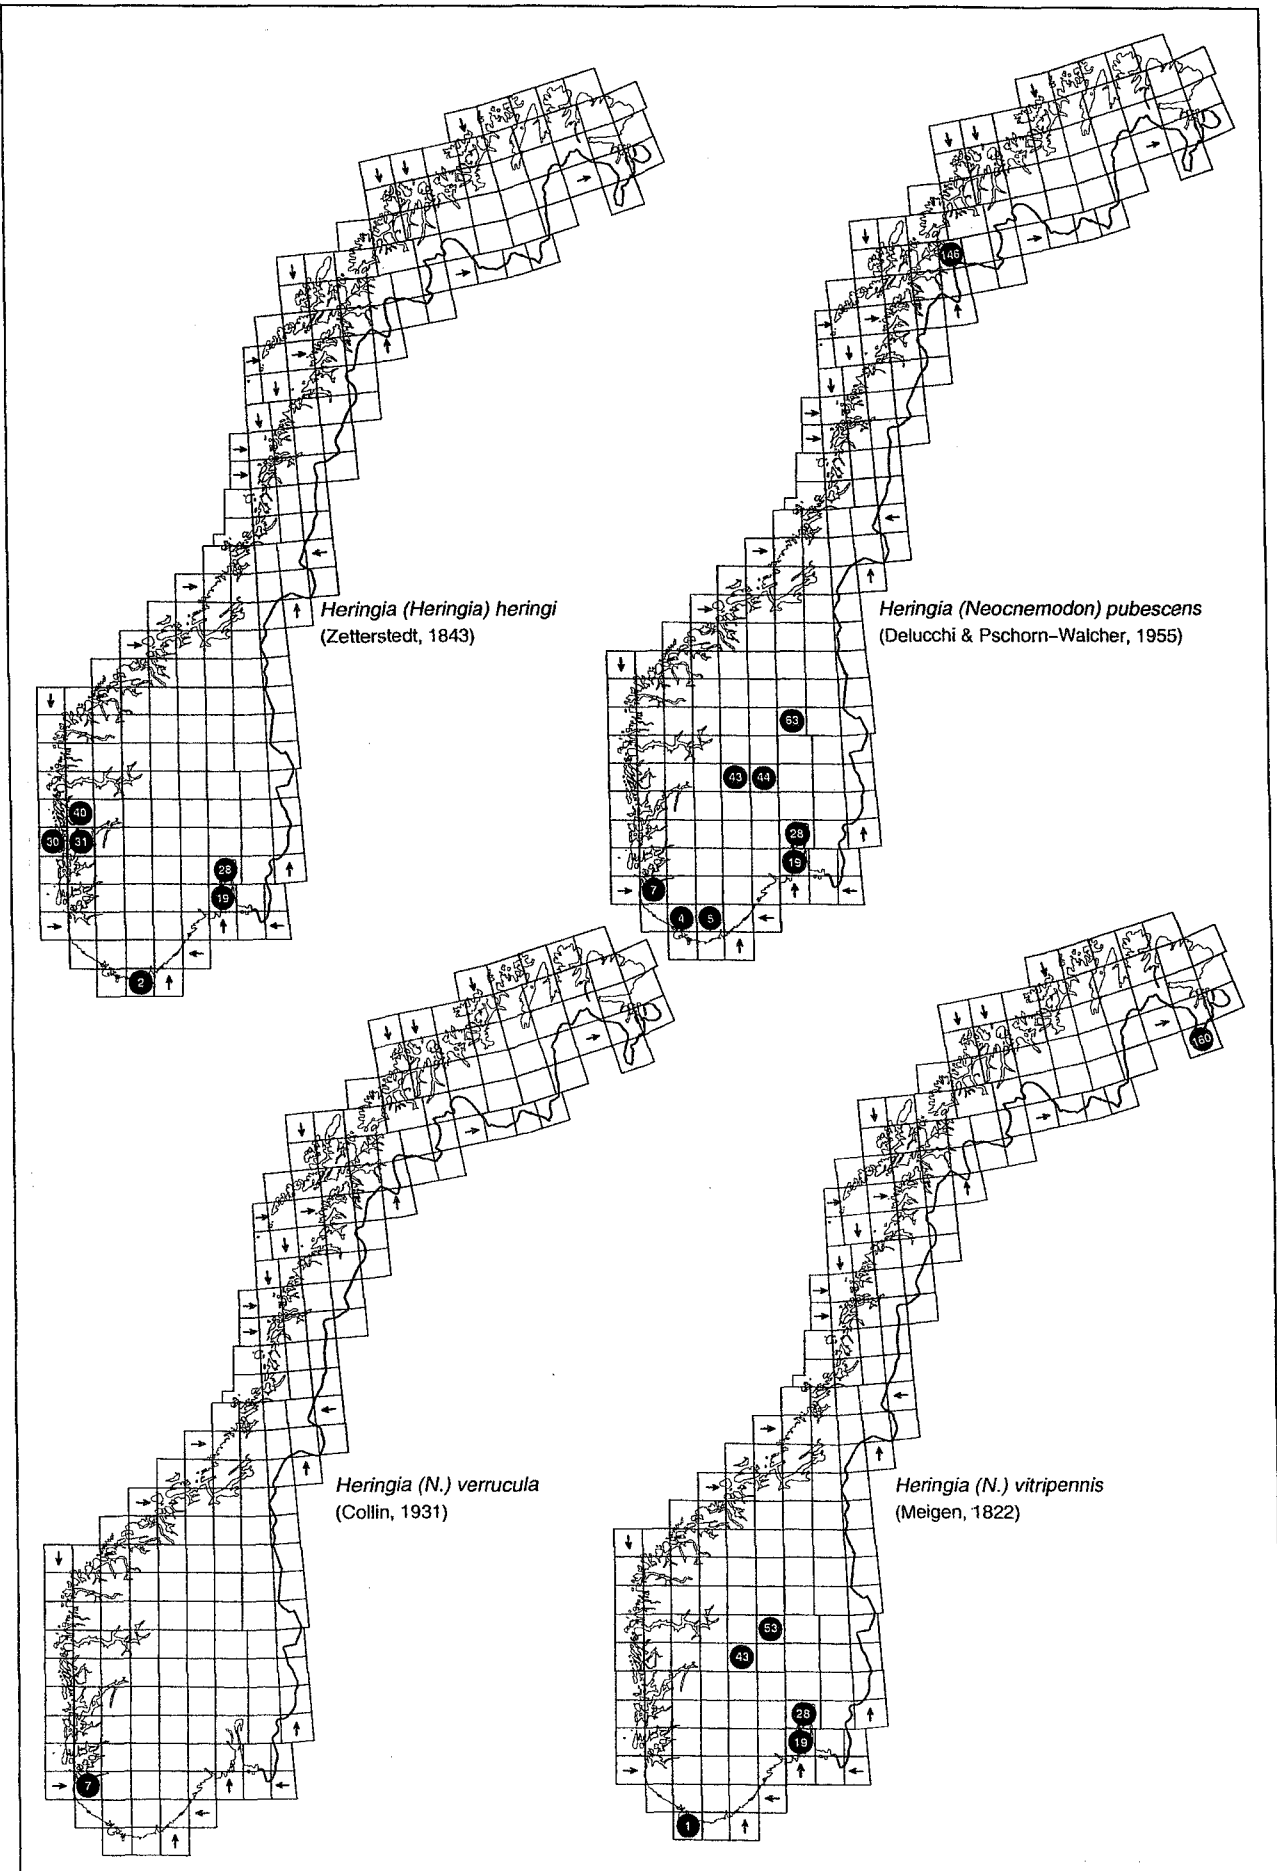 Heringia (Heringia) heringi
(Zetterstedt, 1843)
40
30 31
28
19
2
Heringia (Neocnemodon) pubescens
(Delucchi & Pschorn-Walcher, 1955)
146
63
43 44
28
19
7
4 5
Heringia (N.) verrucula
(Collin, 1931)
7
Heringia (N.) vitripennis
(Meigen, 1822)
160
53
43
28
19
1